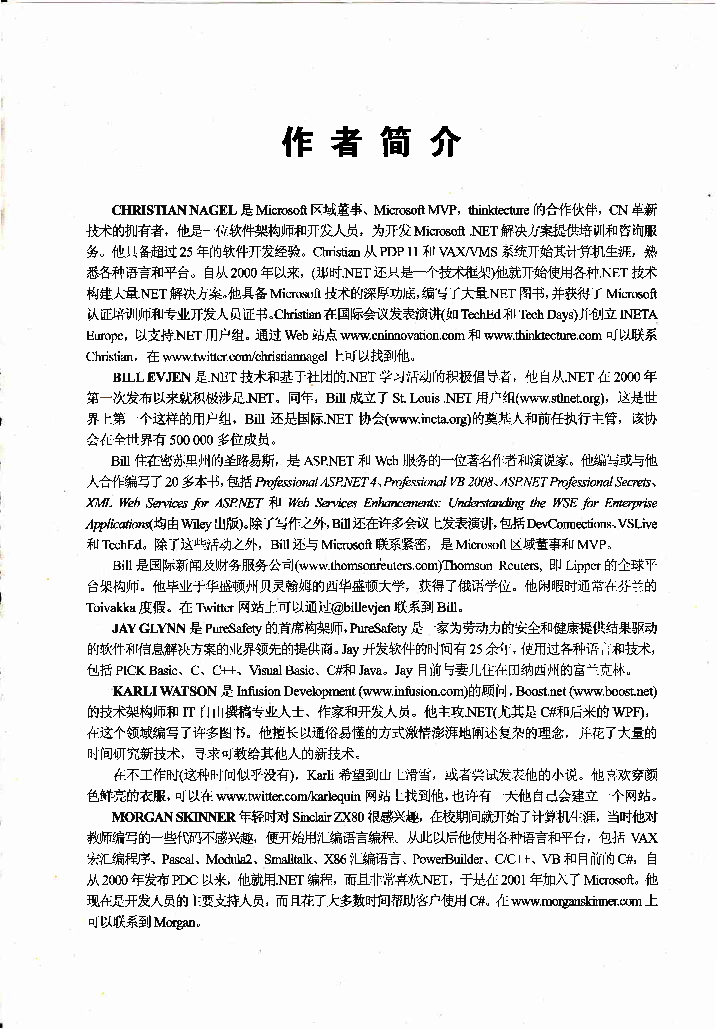 作者简介
CHRISTIAN NAGEL 是 Microsoft 区域董事、Microsoft MVP，thinktecture 的合作伙伴，CN 革新
技术的拥有者，他是一位软件架构师和开发人员，为开发 Microsoft .NET 解决方案提供培训和咨询服
务。他具备超过 25 年的软件开发经验。Christian 从 PDP 11 和 VAX/VMS 系统开始其计算机生涯，熟
悉各种语言和平台。自从 2000 年以来，(即时.NET 还只是一个技术框架)他就开始使用各种.NET 技术
构建大量.NET 解决方案。他具备 Microsoft 技术的深厚功底，编写了大量.NET 图书，并获得了 Microsoft
认证培训师和专业开发人员证书。Christian 在国际会议发表演讲(如 TechEd 和 Tech Days)并创立 INETA
Europe，以支持.NET 用户组。通过 Web 站点 www.cninnovation.com 和 www.thinktecture.com 可以联系
Christian，在 www.twitter.com/christiannagel 上可以找到他。
BILL EVJEN 是.NET 技术和基于社团的.NET 学习活动的积极倡导者，他自从.NET 在 2000 年
第一次发布以来就积极涉足.NET。同年，Bill 成立了 St. Louis .NET 用户组(www.stlnet.org)，这是世
界上第一个这样的用户组，Bill 还是国际.NET 协会(www.ineta.org)的奠基人和前任执行主管，该协
会在全世界有 500 000 多位成员。
Bill 住在密苏里州的圣路易斯，是 ASP.NET 和 Web 服务的一位著名作者和演说家。他编写或与他
人合作编写了 20 多本书，包括 Professional ASP.NET 4、Professional VB 2008、ASP.NET Professional Secrets、
XML Web Services for ASP.NET 和 Web Services Enhancements: Understanding the WSE for Enterprise
Applications(均由 Wiley 出版)。除了写作之外，Bill 还在许多会议上发表演讲，包括 DevConnections、VSLive
和 TechEd。除了这些活动之外，Bill 还与 Microsoft 联系紧密，是 Microsoft 区域董事和 MVP。
Bill 是国际新闻及财务服务公司(www.thomsonreuters.com)Thomson Reuters, 即 Lipper 的全球平
台架构师。他毕业于华盛顿州贝灵翰姆的西华盛顿大学，获得了俄语学位。他闲暇时通常在芬兰的
Toivakka 度假。在 Twitter 网站上可以通过@billevjen 联系到 Bill。
JAY GLYNN 是 PureSafety 的首席构架师，PureSafety 是一家为劳动力的安全和健康提供结果驱动
的软件和信息解决方案的业界领先的提供商。Jay 开发软件的时间有 25 余年，使用过各种语言和技术，
包括 PICK Basic、C、C++、Visual Basic、C#和 Java。Jay 目前与妻儿住在田纳西州的富兰克林。
KARLI WATSON 是 Infusion Development (www.infusion.com)的顾问，Boost.net (www.boost.net)
的技术架构师和 IT 自由撰稿专业人士、作家和开发人员。他主攻.NET(尤其是 C#和后来的 WPF)，
在这个领域编写了许多图书。他擅长以通俗易懂的方式激情澎湃地阐述复杂的理念，并花了大量的
时间研究新技术，寻求可教给其他人的新技术。
在不工作时(这种时间似乎没有)，Karli 希望到山上滑雪，或者尝试发表他的小说。他喜欢穿颜
色鲜亮的衣服，可以在 www.twitter.com/karlequin 网站上找到他，也许有一天他自己会建立一个网站。
MORGAN SKINNER 年轻时对 Sinclair ZX80 很感兴趣，在校期间就开始了计算机生涯，当时他对
教师编写的一些代码不感兴趣，便开始用汇编语言编程。从此以后他使用各种语言和平台，包括 VAX
宏汇编程序、Pascal、Modula2、Smalltalk、X86 汇编语言、PowerBuilder、C/C++、VB 和目前的 C#，自
从 2000 年发布 PDC 以来，他就用.NET 编程，而且非常喜欢.NET，于是在 2001 年加入了 Microsoft。他
现在是开发人员的主要支持人员，而且花了大多数时间帮助客户使用 C#。在 www.morganskinner.com 上
可以联系到 Morgan。